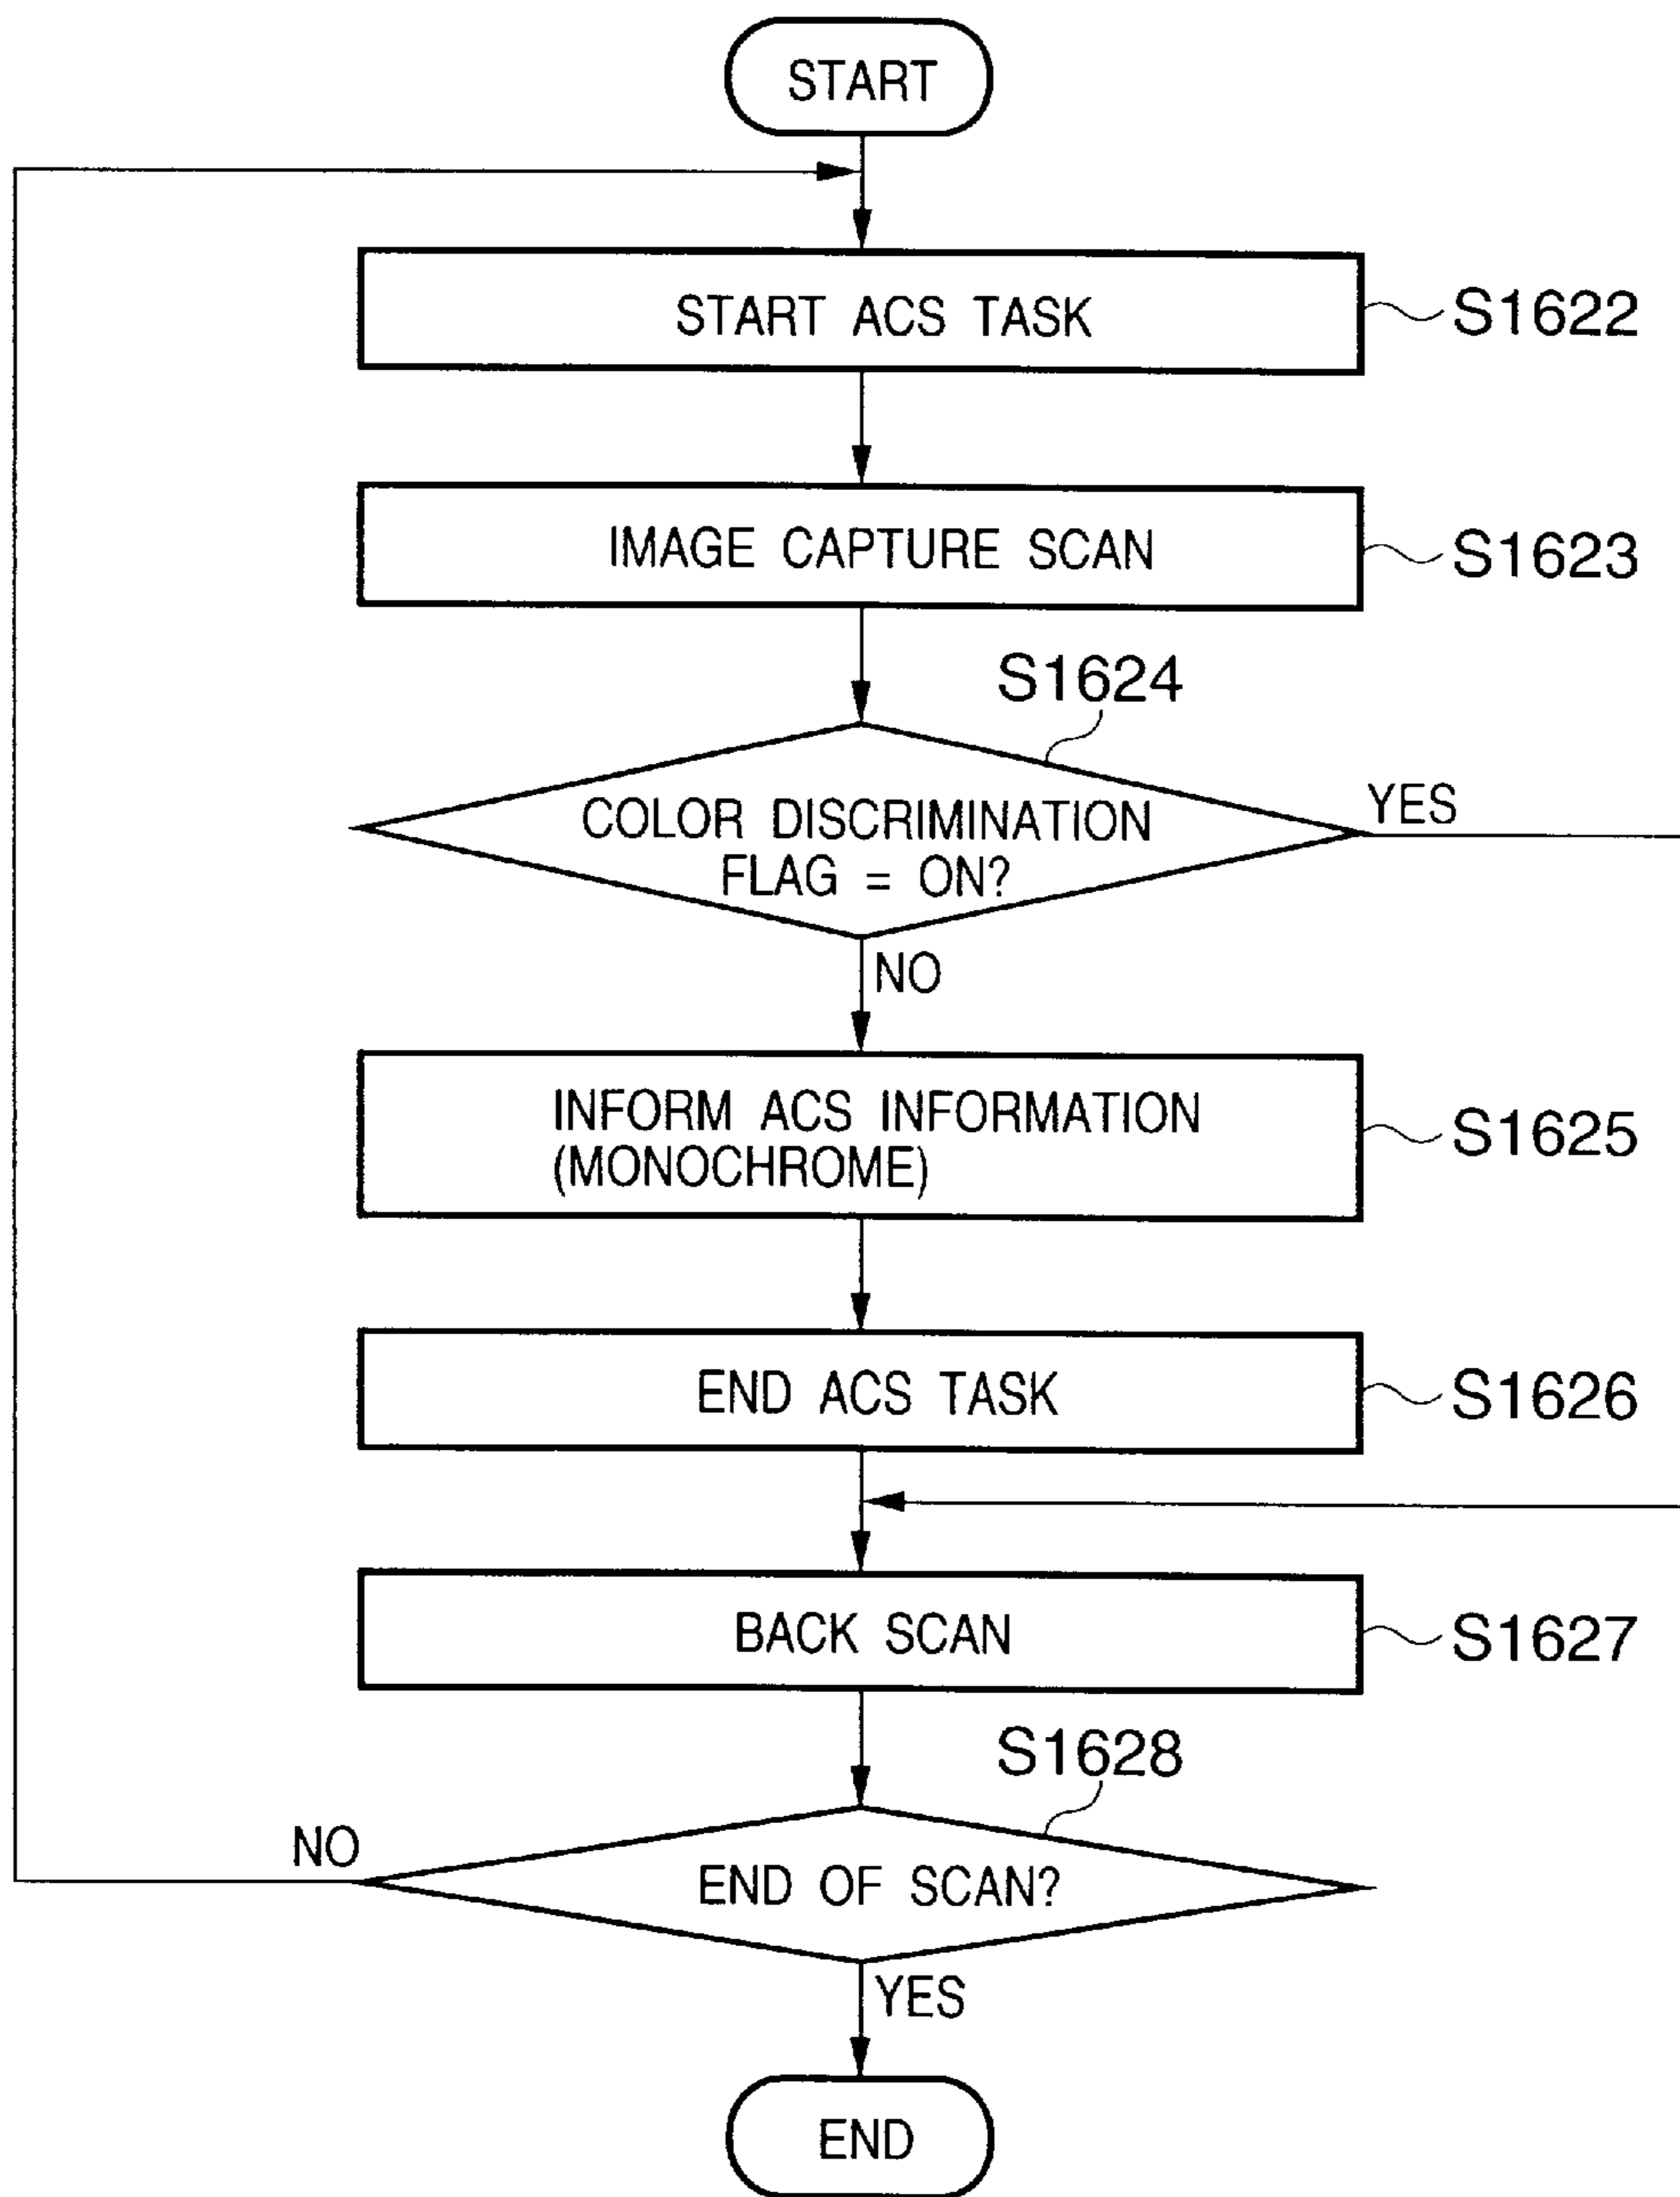 START
START ACS TASK
S1622
IMAGE CAPTURE SCAN
S1623
S1624
COLOR DISCRIMINATION
FLAG = ON?
YES
NO
INFORM ACS INFORMATION
(MONOCHROME)
S1625
END ACS TASK
S1626
BACK SCAN
S1627
S1628
NO
END OF SCAN?
YES
END